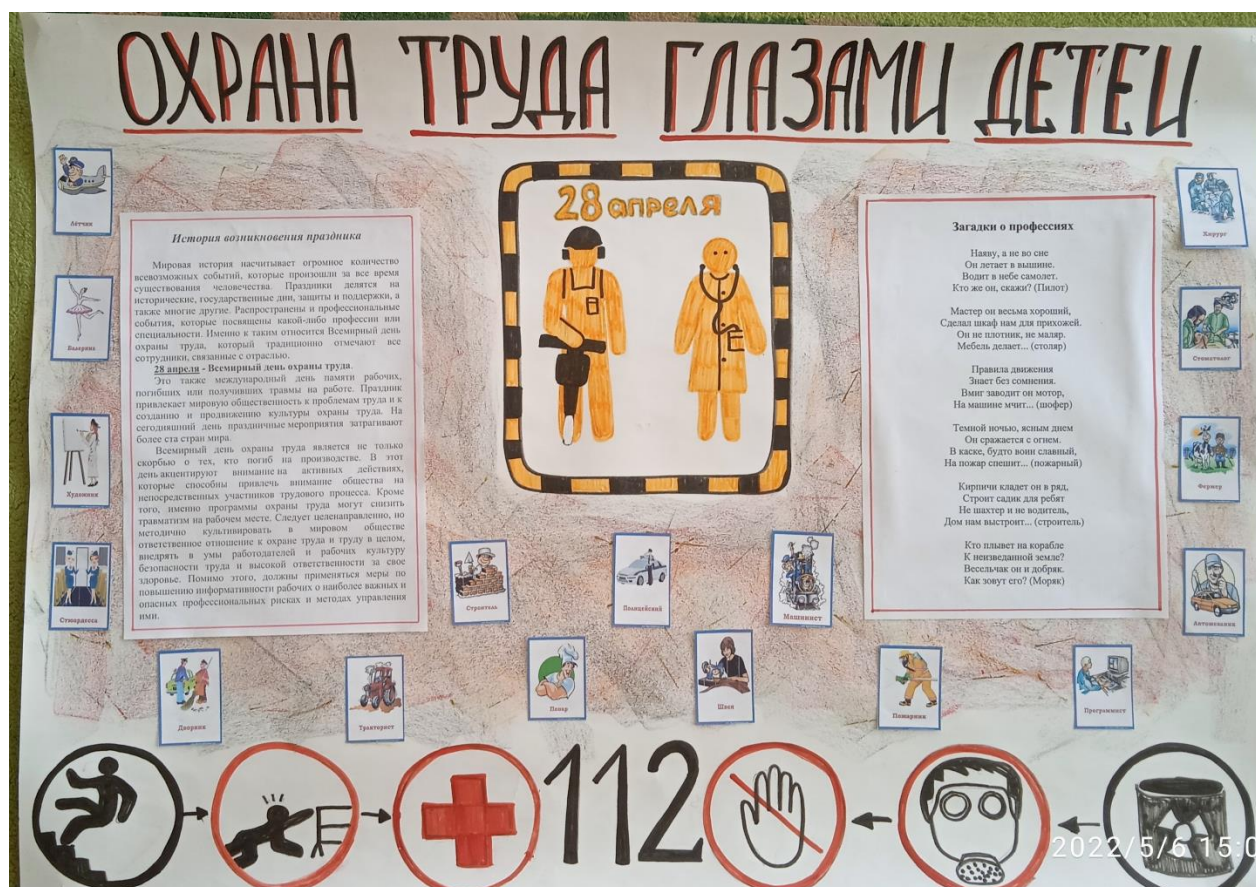 ОХРАНА ТРУДА ГЛАЗАМИ ДЕТЕЙ
28 апреля
История возникновения праздника
Мировая история насчитывает огромное количество
всевозможных событий, которые произошли за все время
существования человечества. Праздники делятся на
исторические, государственные дни, защиты и поддержки, а
также многие другие. Распространены и профессиональные
события, которые посвящены какой-либо профессии или
специальности. Именно к таким относится Всемирный день
охраны труда, который традиционно отмечают все
сотрудники, связанные с отраслью.
28 апреля - Всемирный день охраны труда.
Это также международный день памяти рабочих,
погибших или получивших травмы на работе. Праздник
привлекает мировую общественность к проблемам труда и к
созданию и продвижению культуры охраны труда. На
сегодняшний день праздничные мероприятия затрагивают
более ста стран мира.
Всемирный день охраны труда является не только
скорбью о тех, кто погиб на производстве. В этот
день акцентируют внимание на активных действиях,
которые способны привлечь внимание общества на
непосредственных участников трудового процесса. Кроме
того, именно программы охраны труда могут снизить
травматизм на рабочем месте. Следует целенаправленно, но
методично культивировать в мировом обществе
ответственное отношение к охране труда и труду в целом,
внедрять в умы работодателей и рабочих культуру
безопасности труда и высокой ответственности за свое
здоровье. Помимо этого, должны применяться меры по
повышению информативности рабочих о наиболее важных и
опасных профессиональных рисках и методах управления
ими.
Загадки о профессиях
Наяву, а не во сне
Он летает в вышине.
Водит в небе самолет.
Кто же он, скажи? (Пилот)
Мастер он весьма хороший,
Сделал шкаф нам для прихожей.
Он не плотник, не маляр.
Мебель делает... (столяр)
Правила движения
Знает без сомнения.
Вмиг заводит он мотор,
На машине мчит... (шофер)
Темной ночью, ясным днем
Он сражается с огнем.
В каске, будто воин славный,
На пожар спешит... (пожарный)
Кирпичи кладет он в ряд,
Строит садик для ребят
Не шахтер и не водитель,
Дом нам выстроит... (строитель)
Кто плывет на корабле
К неизведанной земле?
Весельчак он и добряк.
Как зовут его? (Моряк)
Лётчик
Балерина
Художник
Стюардесса
Хирург
Стоматолог
Фермер
Автомеханик
Строитель
Полицейский
Машинист
Дворник
Тракторист
Повар
Швея
Пожарник
Программист
112
2022/5/6 15:0